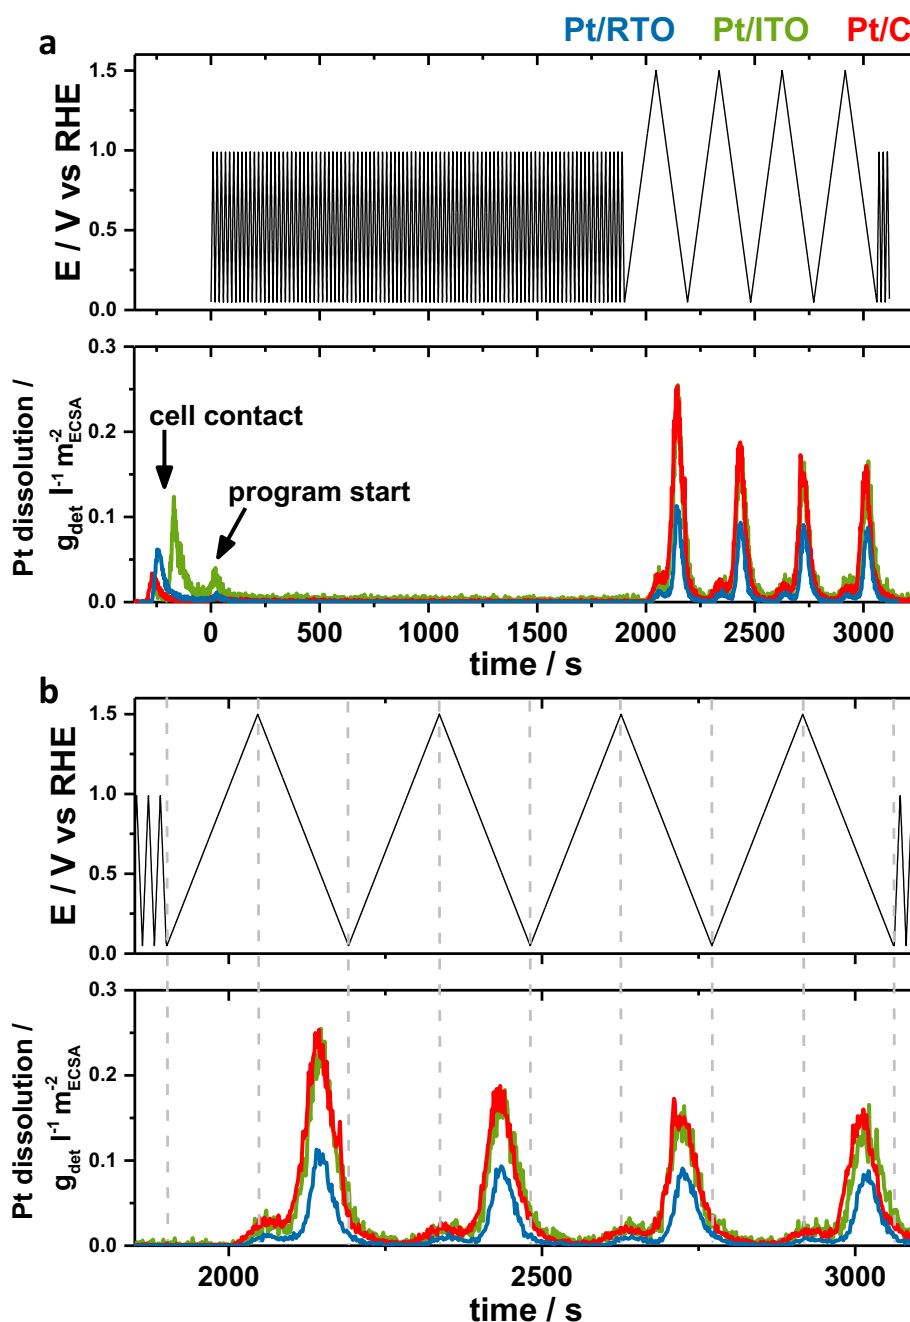 Pt/RTO Pt/ITO Pt/C
a
E / V vs RHE
1.5
1.0
0.5
0.0
Pt dissolution /
g_det l⁻¹ m⁻²_ECSA
0.3
0.2
0.1
0.0
cell contact
program start
0 500 1000 1500 2000 2500 3000
time / s
b
E / V vs RHE
1.5
1.0
0.5
0.0
Pt dissolution /
g_det l⁻¹ m⁻²_ECSA
0.3
0.2
0.1
0.0
2000 2500 3000
time / s